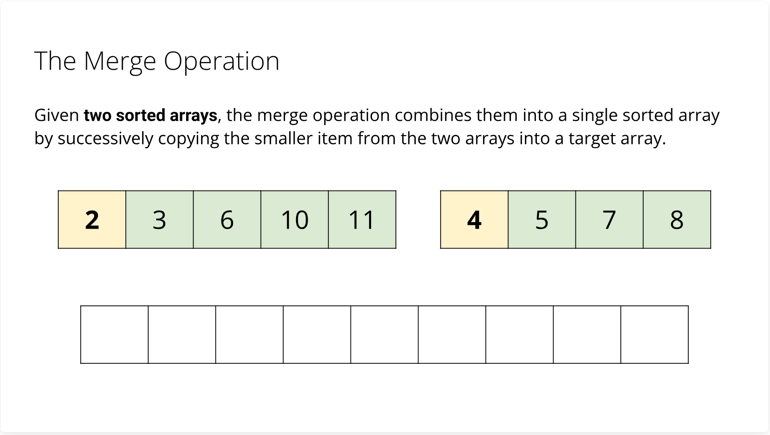 The Merge Operation
Given two sorted arrays, the merge operation combines them into a single sorted array
by successively copying the smaller item from the two arrays into a target array.
2 3 6 10 11 4 5 7 8